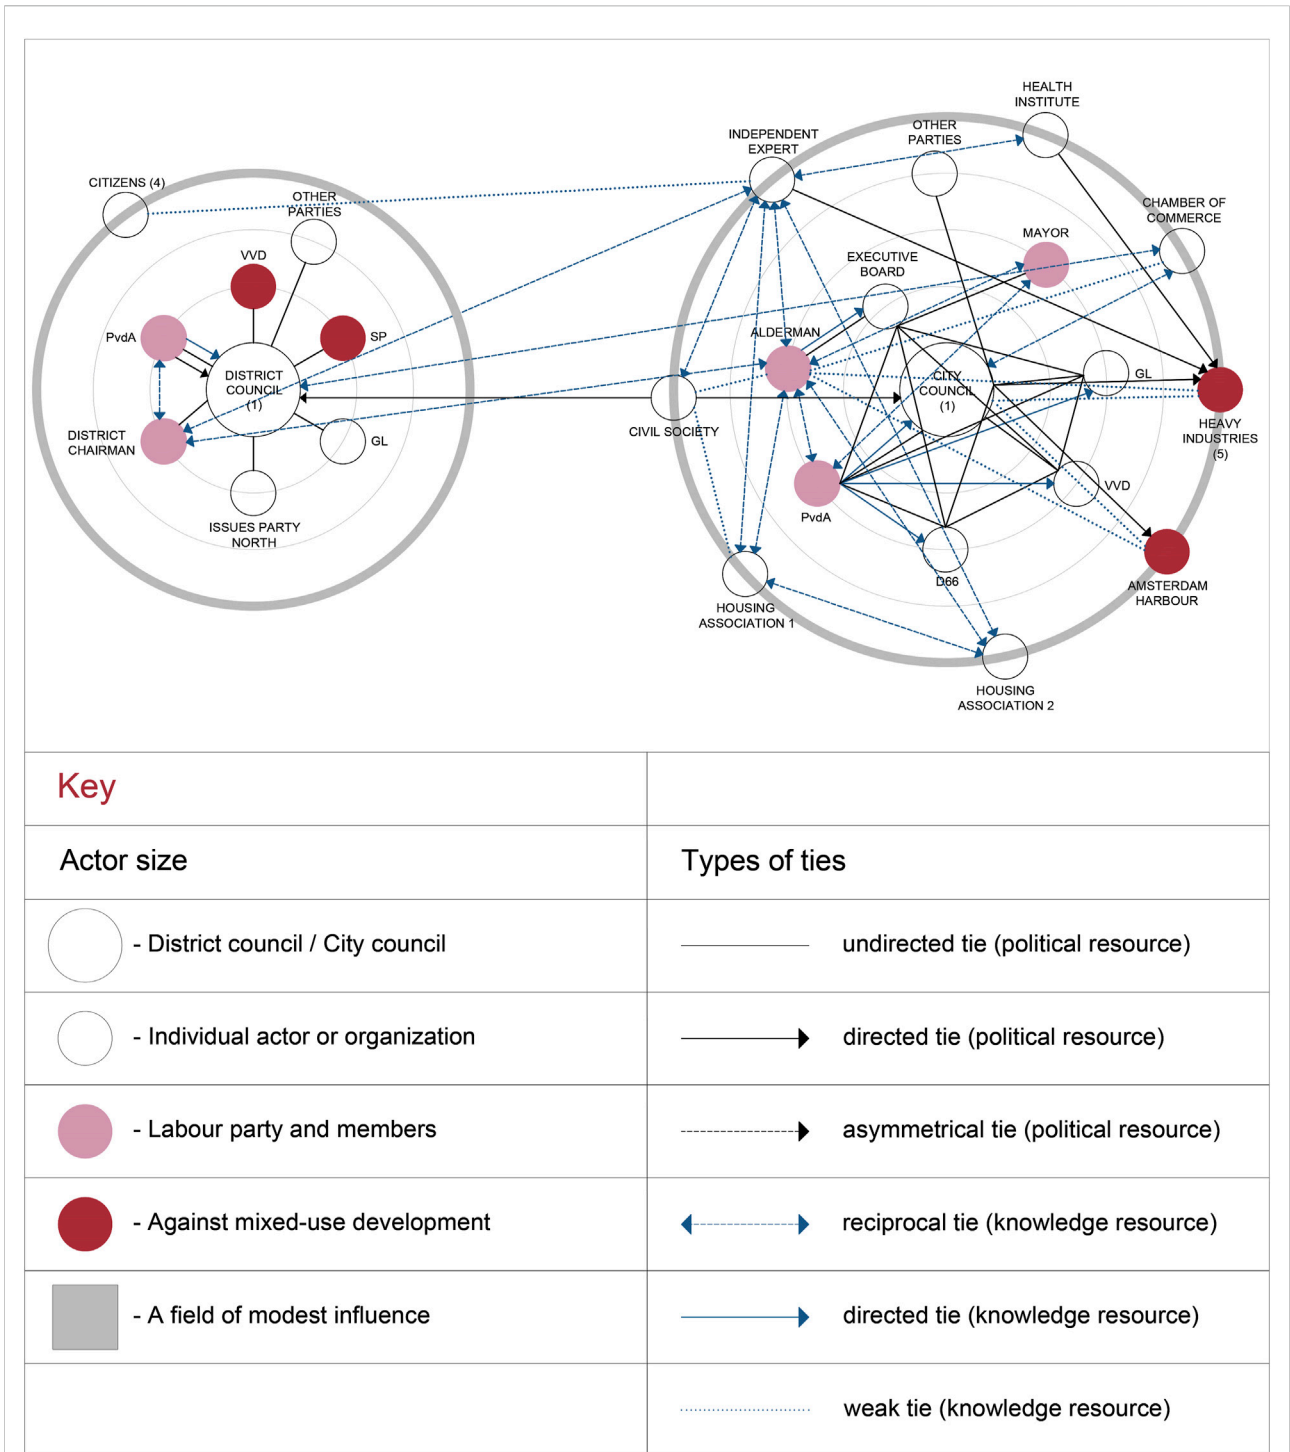 HEALTH
INSTITUTE
INDEPENDENT
EXPERT
OTHER
PARTIES
CITIZENS (4)
OTHER
PARTIES
CHAMBER OF
COMMERCE
MAYOR
VVD
EXECUTIVE
BOARD
PvdA
SP
ALDERMAN
DISTRICT
COUNCIL
(1)
CITY
COUNCIL
(1)
GL
DISTRICT
CHAIRMAN
GL
CIVIL SOCIETY
HEAVY
INDUSTRIES
(5)
VVD
PvdA
ISSUES PARTY
NORTH
D66
AMSTERDAM
HARBOUR
HOUSING
ASSOCIATION 1
HOUSING
ASSOCIATION 2
Key
Actor size
Types of ties
- District council / City council
undirected tie (political resource)
- Individual actor or organization
directed tie (political resource)
- Labour party and members
asymmetrical tie (political resource)
- Against mixed-use development
reciprocal tie (knowledge resource)
- A field of modest influence
directed tie (knowledge resource)
weak tie (knowledge resource)